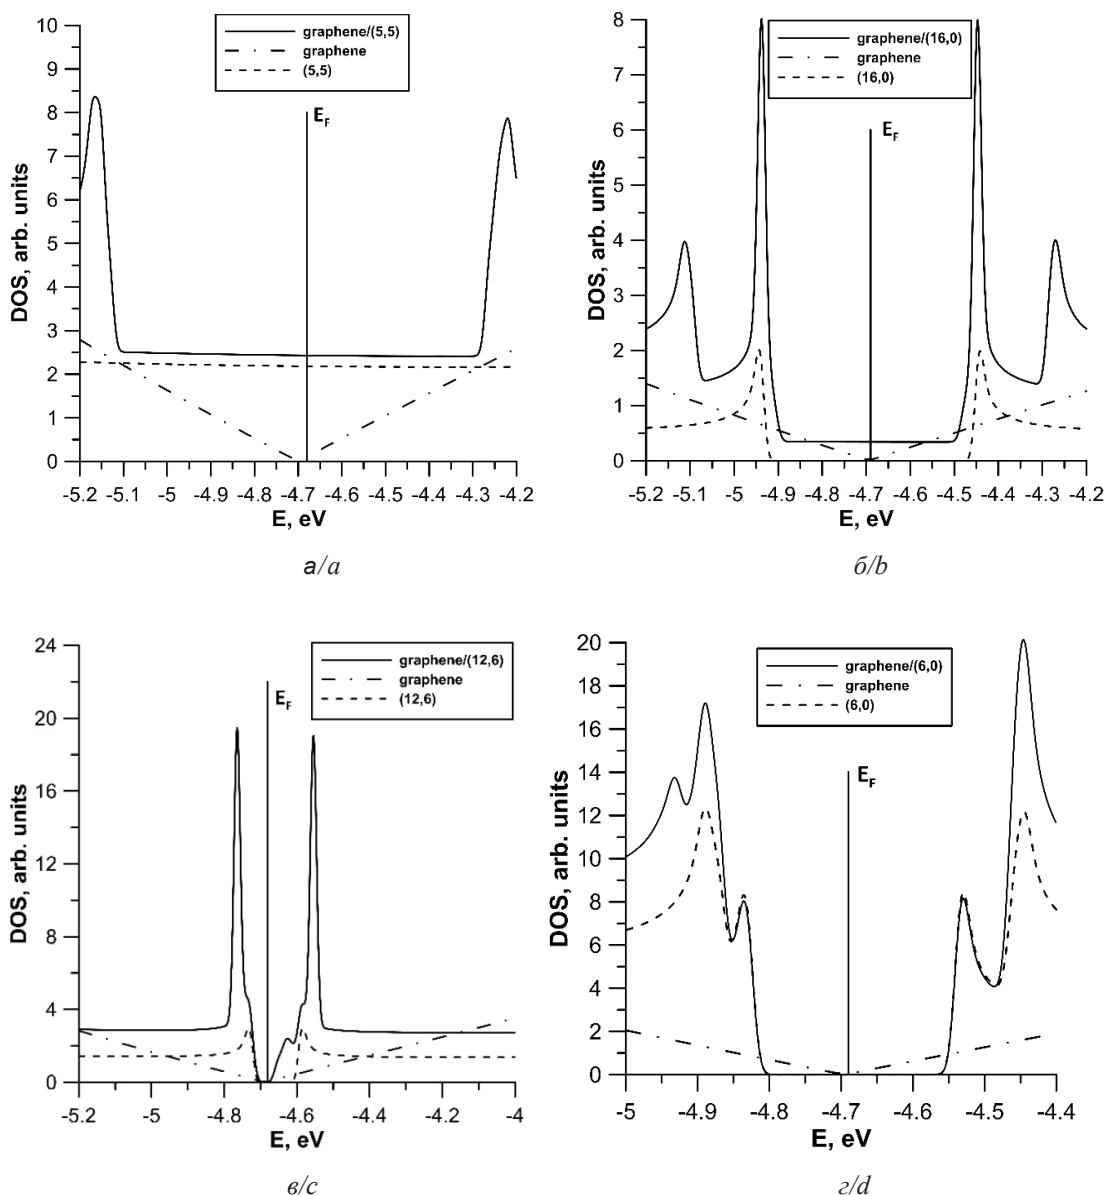 10
9
8
7
6
5
4
3
2
1
0
DOS, arb. units
graphene/(5,5)
graphene
(5,5)
E_F
-5.2 -5.1 -5 -4.9 -4.8 -4.7 -4.6 -4.5 -4.4 -4.3 -4.2
E, eV
а/a
8
7
6
5
4
3
2
1
0
DOS, arb. units
graphene/(16,0)
graphene
(16,0)
E_F
-5.2 -5.1 -5 -4.9 -4.8 -4.7 -4.6 -4.5 -4.4 -4.3 -4.2
E, eV
б/b
24
20
16
12
8
4
0
DOS, arb. units
graphene/(12,6)
graphene
(12,6)
E_F
-5.2 -5 -4.8 -4.6 -4.4 -4.2 -4
E, eV
в/c
20
18
16
14
12
10
8
6
4
2
0
DOS, arb. units
graphene/(6,0)
graphene
(6,0)
E_F
-5 -4.9 -4.8 -4.7 -4.6 -4.5 -4.4
E, eV
г/d